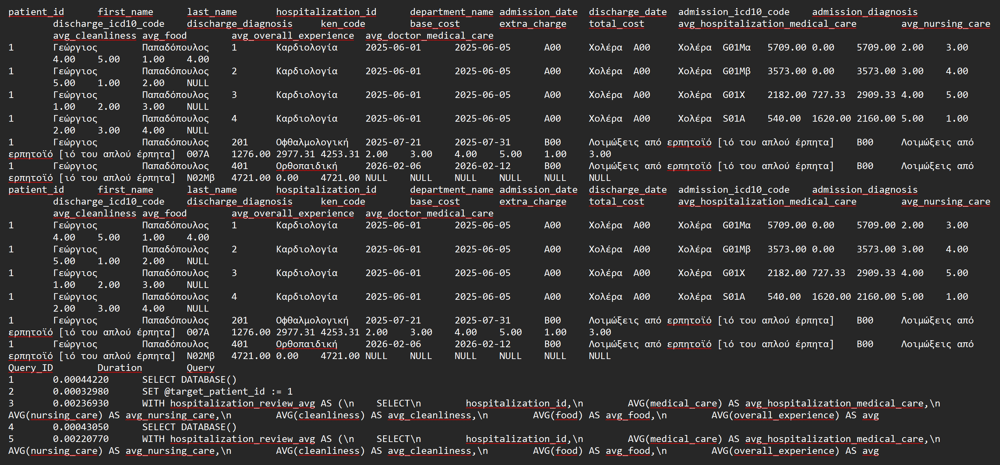 patient_id first_name last_name hospitalization_id department_name admission_date discharge_date admission_icd10_code admission_diagnosis
discharge_icd10_code discharge_diagnosis ken_code base_cost extra_charge total_cost avg_hospitalization_medical_care avg_nursing_care
avg_cleanliness avg_food avg_overall_experience avg_doctor_medical_care
1 Γεώργιος Παπαδόπουλος 1 Καρδιολογία 2025-06-01 2025-06-05 A00 Χολέρα A00 Χολέρα G01Mα 5709.00 0.00 5709.00 2.00 3.00
4.00 5.00 1.00 4.00
1 Γεώργιος Παπαδόπουλος 2 Καρδιολογία 2025-06-01 2025-06-05 A00 Χολέρα A00 Χολέρα G01Mβ 3573.00 0.00 3573.00 3.00 4.00
5.00 1.00 2.00 NULL
1 Γεώργιος Παπαδόπουλος 3 Καρδιολογία 2025-06-01 2025-06-05 A00 Χολέρα A00 Χολέρα G01X 2182.00 727.33 2909.33 4.00 5.00
1.00 2.00 3.00 NULL
1 Γεώργιος Παπαδόπουλος 4 Καρδιολογία 2025-06-01 2025-06-05 A00 Χολέρα A00 Χολέρα S01A 540.00 1620.00 2160.00 5.00 1.00
2.00 3.00 4.00 NULL
1 Γεώργιος Παπαδόπουλος 201 Οφθαλμολογική 2025-07-21 2025-07-31 B00 Λοιμώξεις από ερπητοϊό [ιό του απλού έρπητα] B00 Λοιμώξεις από
ερπητοϊό [ιό του απλού έρπητα] Θ07A 1276.00 2977.31 4253.31 2.00 3.00 4.00 5.00 1.00 3.00
1 Γεώργιος Παπαδόπουλος 401 Ορθοπαιδική 2026-02-06 2026-02-12 B00 Λοιμώξεις από ερπητοϊό [ιό του απλού έρπητα] B00 Λοιμώξεις από
ερπητοϊό [ιό του απλού έρπητα] N02Mβ 4721.00 0.00 4721.00 NULL NULL NULL NULL NULL NULL
patient_id first_name last_name hospitalization_id department_name admission_date discharge_date admission_icd10_code admission_diagnosis
discharge_icd10_code discharge_diagnosis ken_code base_cost extra_charge total_cost avg_hospitalization_medical_care avg_nursing_care
avg_cleanliness avg_food avg_overall_experience avg_doctor_medical_care
1 Γεώργιος Παπαδόπουλος 1 Καρδιολογία 2025-06-01 2025-06-05 A00 Χολέρα A00 Χολέρα G01Mα 5709.00 0.00 5709.00 2.00 3.00
4.00 5.00 1.00 4.00
1 Γεώργιος Παπαδόπουλος 2 Καρδιολογία 2025-06-01 2025-06-05 A00 Χολέρα A00 Χολέρα G01Mβ 3573.00 0.00 3573.00 3.00 4.00
5.00 1.00 2.00 NULL
1 Γεώργιος Παπαδόπουλος 3 Καρδιολογία 2025-06-01 2025-06-05 A00 Χολέρα A00 Χολέρα G01X 2182.00 727.33 2909.33 4.00 5.00
1.00 2.00 3.00 NULL
1 Γεώργιος Παπαδόπουλος 4 Καρδιολογία 2025-06-01 2025-06-05 A00 Χολέρα A00 Χολέρα S01A 540.00 1620.00 2160.00 5.00 1.00
2.00 3.00 4.00 NULL
1 Γεώργιος Παπαδόπουλος 201 Οφθαλμολογική 2025-07-21 2025-07-31 B00 Λοιμώξεις από ερπητοϊό [ιό του απλού έρπητα] B00 Λοιμώξεις από
ερπητοϊό [ιό του απλού έρπητα] Θ07A 1276.00 2977.31 4253.31 2.00 3.00 4.00 5.00 1.00 3.00
1 Γεώργιος Παπαδόπουλος 401 Ορθοπαιδική 2026-02-06 2026-02-12 B00 Λοιμώξεις από ερπητοϊό [ιό του απλού έρπητα] B00 Λοιμώξεις από
ερπητοϊό [ιό του απλού έρπητα] N02Mβ 4721.00 0.00 4721.00 NULL NULL NULL NULL NULL NULL
Query_ID Duration Query
1 0.00044220 SELECT DATABASE()
2 0.00032980 SET @target_patient_id := 1
3 0.00236930 WITH hospitalization_review_avg AS (\n SELECT\n hospitalization_id,\n AVG(medical_care) AS avg_hospitalization_medical_care,\n
AVG(nursing_care) AS avg_nursing_care,\n AVG(cleanliness) AS avg_cleanliness,\n AVG(food) AS avg_food,\n AVG(overall_experience) AS avg
4 0.00043050 SELECT DATABASE()
5 0.00220770 WITH hospitalization_review_avg AS (\n SELECT\n hospitalization_id,\n AVG(medical_care) AS avg_hospitalization_medical_care,\n
AVG(nursing_care) AS avg_nursing_care,\n AVG(cleanliness) AS avg_cleanliness,\n AVG(food) AS avg_food,\n AVG(overall_experience) AS avg